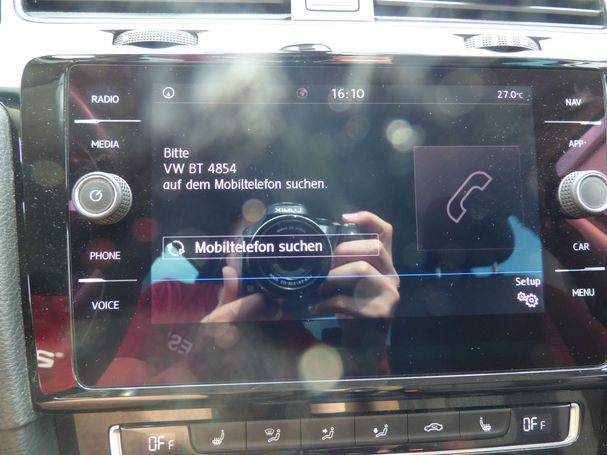 RADIO
MEDIA
PHONE
VOICE
16:10
27.0°C
Bitte
VW BT 4854
auf dem Mobiltelefon suchen.
Mobiltelefon suchen
Setup
NAV
APP
CAR
MENU
LUMIX
OFF
OFF